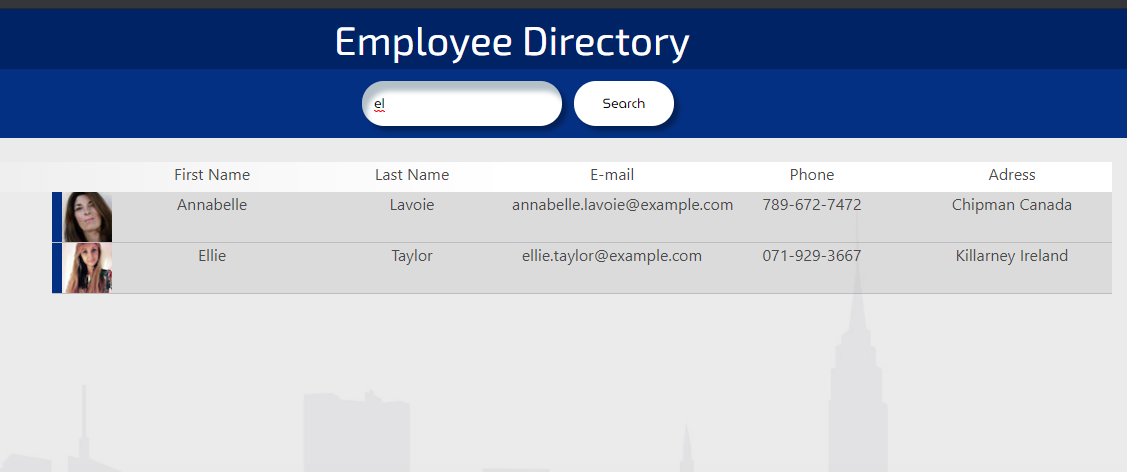 Employee Directory
el Search
First Name Last Name E-mail Phone Adress
Annabelle Lavoie annabelle.lavoie@example.com 789-672-7472 Chipman Canada
Ellie Taylor ellie.taylor@example.com 071-929-3667 Killarney Ireland